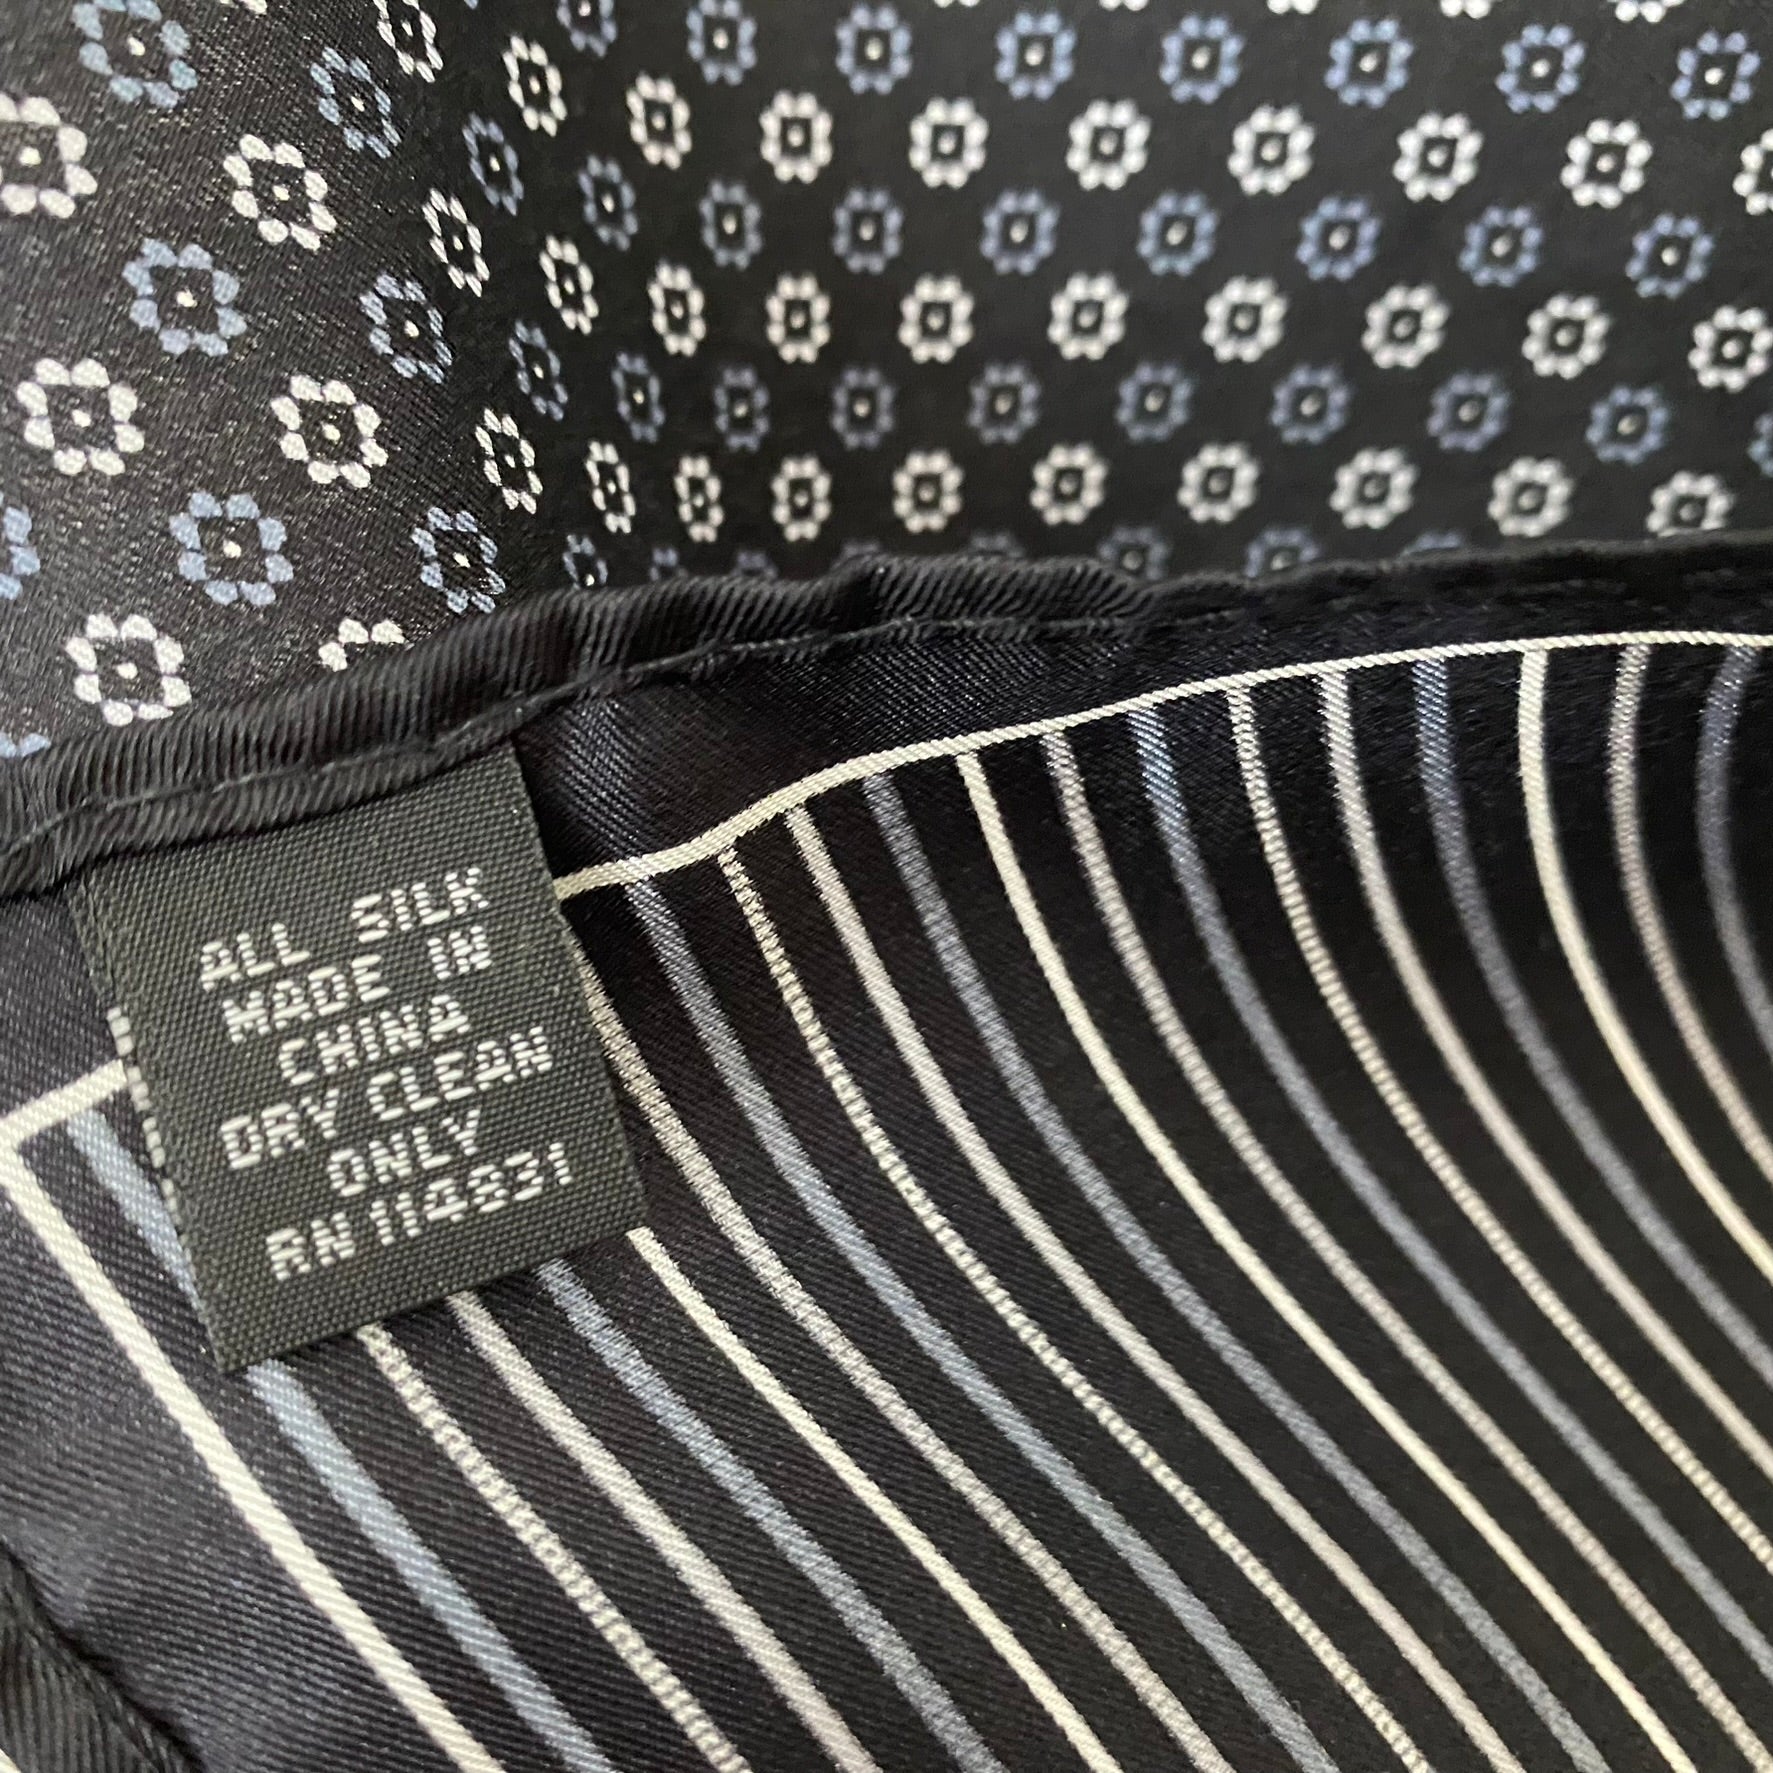 ALL SILK
MADE IN
CHINA
DRY CLEAN
ONLY
RN 114831